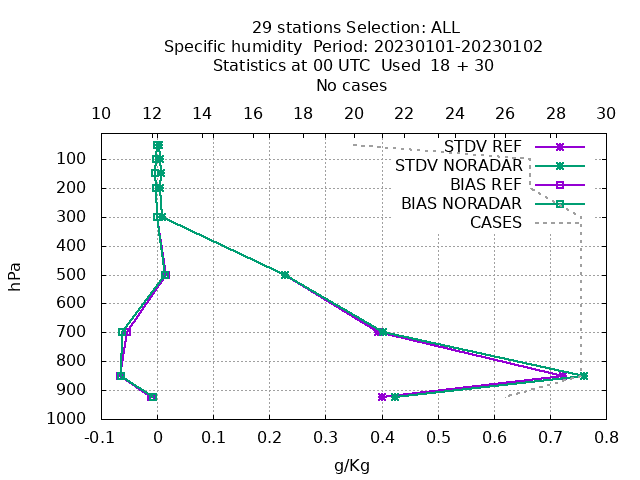 29 stations Selection: ALL
Specific humidity  Period: 20230101-20230102
Statistics at 00 UTC  Used  18 + 30
No cases
10 12 14 16 18 20 22 24 26 28 30
STDV REF
STDV NORADAR
BIAS REF
BIAS NORADAR
CASES
100
200
300
400
500
600
700
800
900
1000
hPa
-0.1 0 0.1 0.2 0.3 0.4 0.5 0.6 0.7 0.8
g/Kg